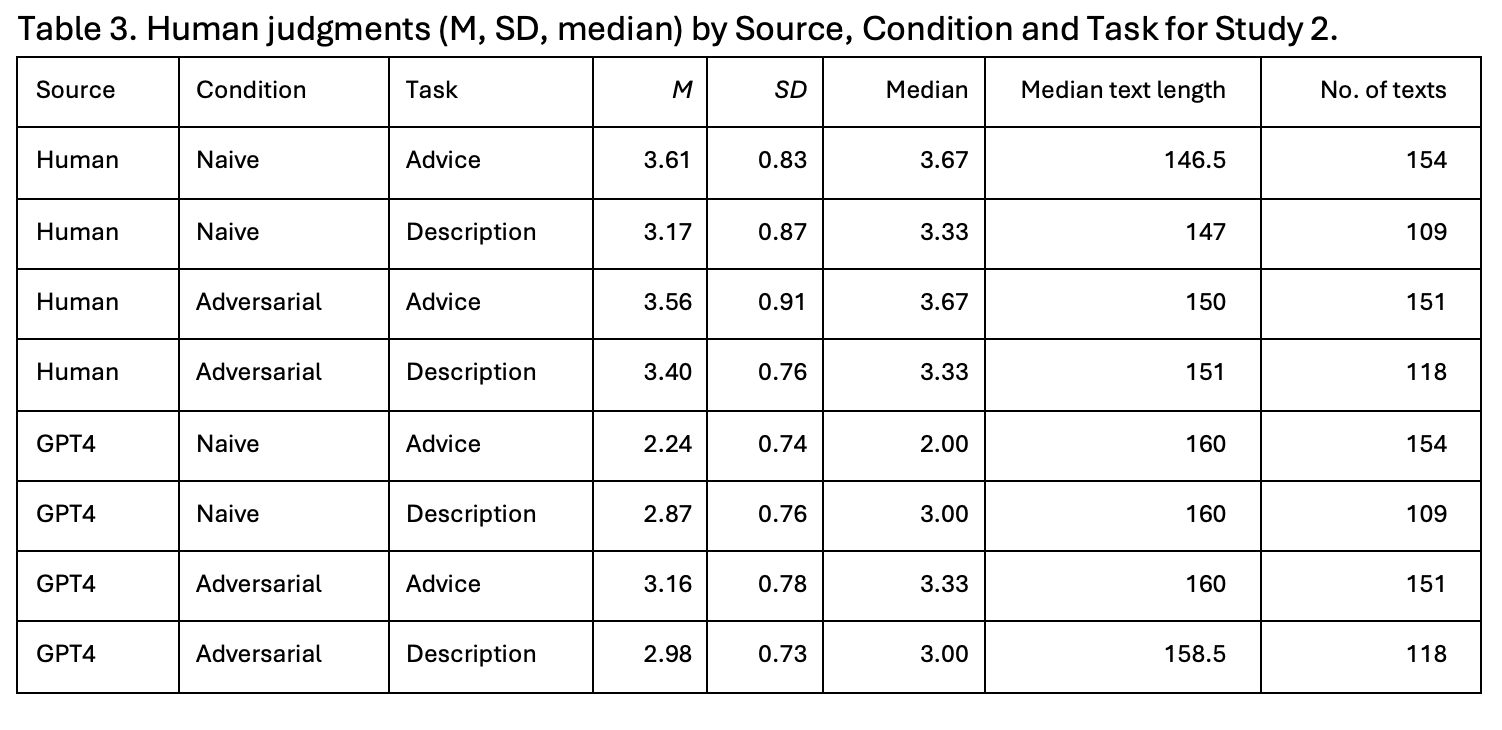 Table 3. Human judgments (M, SD, median) by Source, Condition and Task for Study 2.
Source Condition Task M SD Median Median text length No. of texts
Human Naive Advice 3.61 0.83 3.67 146.5 154
Human Naive Description 3.17 0.87 3.33 147 109
Human Adversarial Advice 3.56 0.91 3.67 150 151
Human Adversarial Description 3.40 0.76 3.33 151 118
GPT4 Naive Advice 2.24 0.74 2.00 160 154
GPT4 Naive Description 2.87 0.76 3.00 160 109
GPT4 Adversarial Advice 3.16 0.78 3.33 160 151
GPT4 Adversarial Description 2.98 0.73 3.00 158.5 118